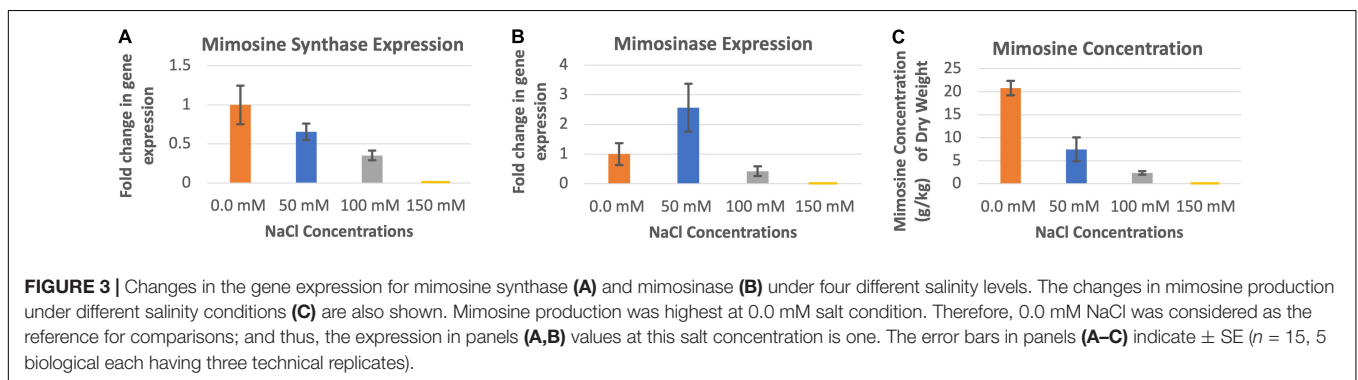 A
Mimosine Synthase Expression
Fold change in gene
expression
1.5
1
0.5
0
0.0 mM 50 mM 100 mM 150 mM
NaCl Concentrations
B
Mimosinase Expression
Fold change in gene
expression
4
3
2
1
0
0.0 mM 50 mM 100 mM 150 mM
NaCl Concentrations
C
Mimosine Concentration
Mimosine Concentration
(g/kg) of Dry Weight
25
20
15
10
5
0
0.0 mM 50 mM 100 mM 150 mM
NaCl Concentrations
FIGURE 3 | Changes in the gene expression for mimosine synthase (A) and mimosinase (B) under four different salinity levels. The changes in mimosine production
under different salinity conditions (C) are also shown. Mimosine production was highest at 0.0 mM salt condition. Therefore, 0.0 mM NaCl was considered as the
reference for comparisons; and thus, the expression in panels (A,B) values at this salt concentration is one. The error bars in panels (A–C) indicate ± SE (n = 15, 5
biological each having three technical replicates).